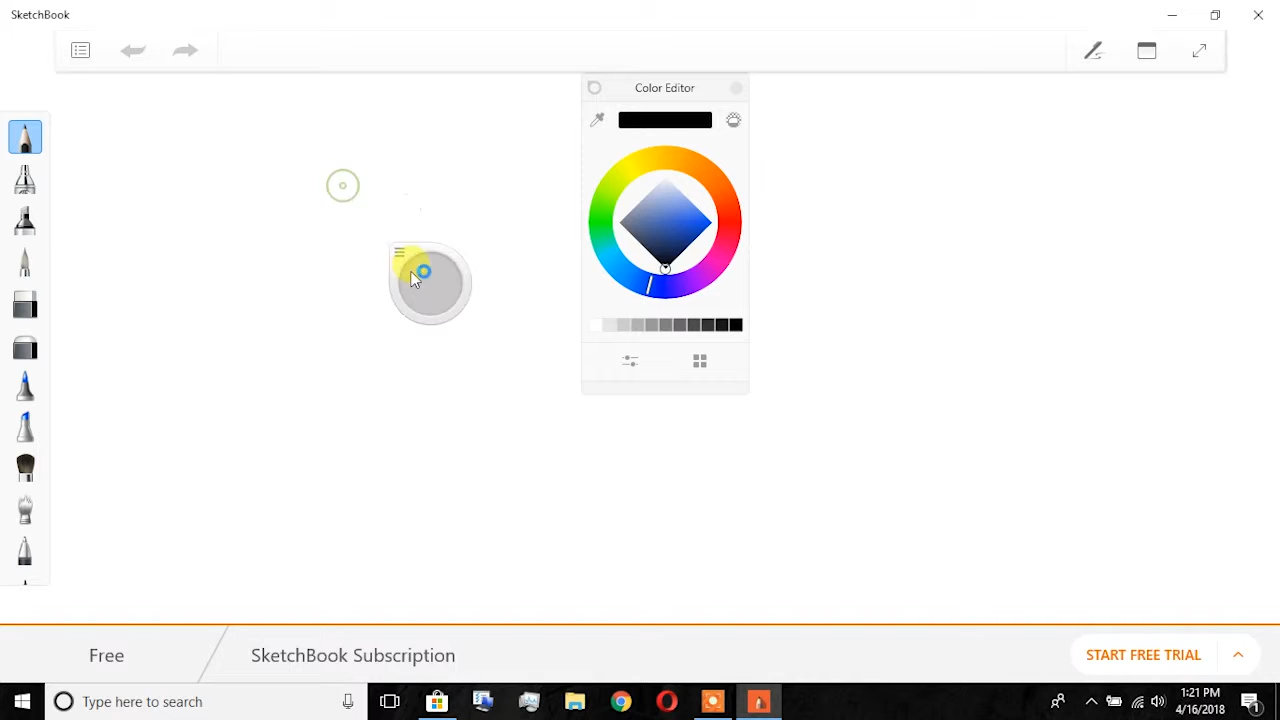 SketchBook
Color Editor
Free
SketchBook Subscription
START FREE TRIAL
Type here to search
1:21 PM
4/16/2018
1